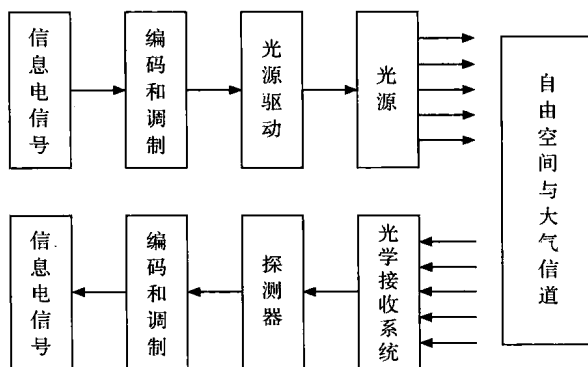 信息电信号
编码和调制
光源驱动
光源
自由空间与大气信道
信息电信号
编码和调制
探测器
光学接收系统